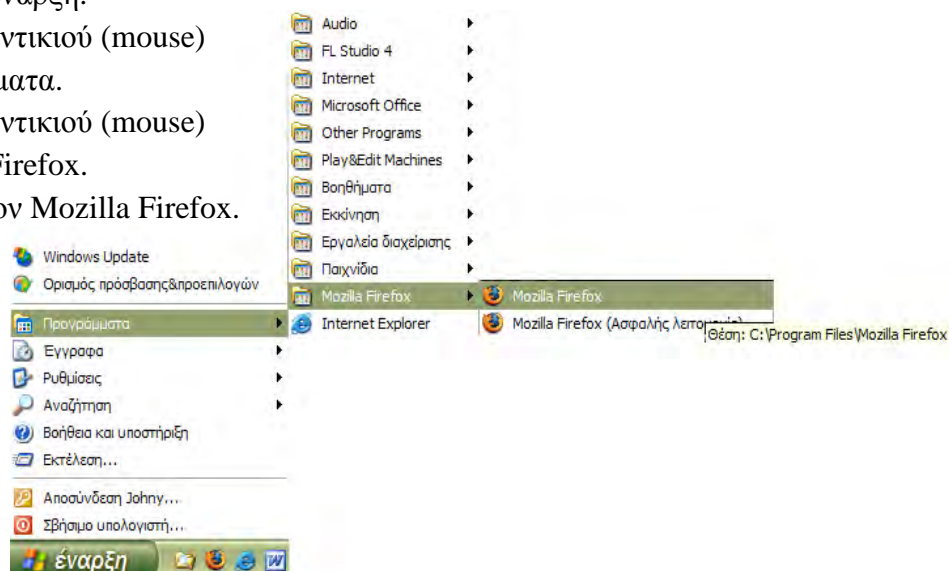 ντικιού (mouse)
ματα.
ντικιού (mouse)
Firefox.
ον Mozilla Firefox.
Audio
FL Studio 4
Internet
Microsoft Office
Other Programs
Play&Edit Machines
Βοηθήματα
Εκκίνηση
Εργαλεία διαχείρισης
Παιχνίδια
Mozilla Firefox
Internet Explorer
Mozilla Firefox
Mozilla Firefox (Ασφαλής λειτουργία)
Θέση: C:\Program Files\Mozilla Firefox
Windows Update
Ορισμός πρόσβασης&προεπιλογών
Προγράμματα
Έγγραφα
Ρυθμίσεις
Αναζήτηση
Βοήθεια και υποστήριξη
Εκτέλεση...
Αποσύνδεση Johny...
Σβήσιμο υπολογιστή...
έναρξη